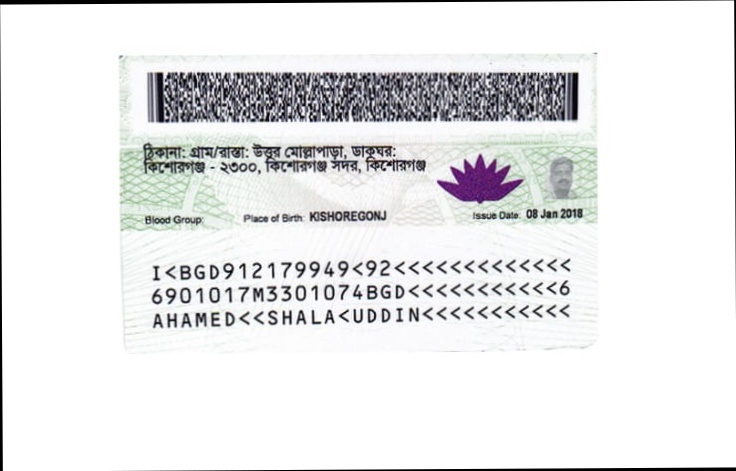 ঠিকানা: গ্রাম/রাস্তা: উত্তর মোল্লাপাড়া, ডাকঘর:
কিশোরগঞ্জ - ২৩০০, কিশোরগঞ্জ সদর, কিশোরগঞ্জ
Blood Group: Place of Birth: KISHOREGONJ Issue Date: 08 Jan 2018
I<BGD912179949<92<<<<<<<<<<<<<
6901017M3301074BGD<<<<<<<<<<<6
AHAMED<<SHALA<UDDIN<<<<<<<<<<<